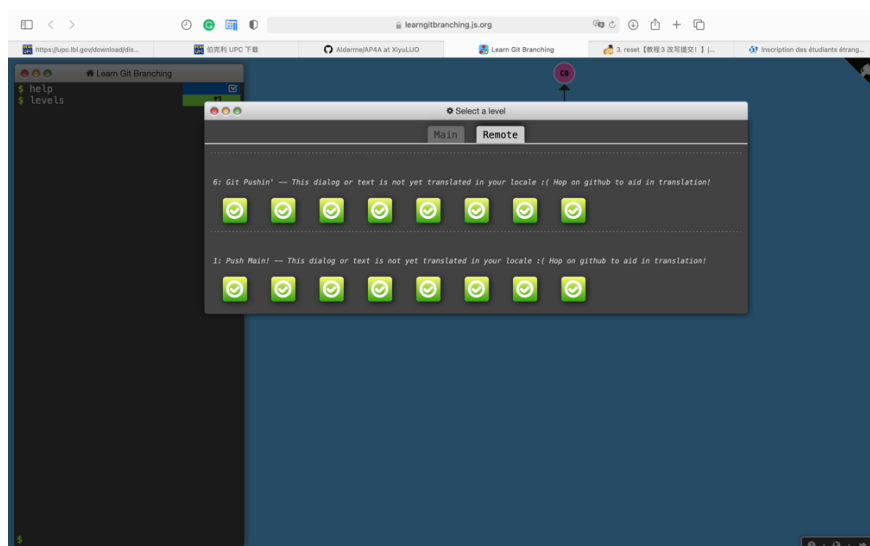 learngitbranching.js.org
https://upc.lbl.gov/download/dis...
伯克利 UPC 下载
Aldarme/AP4A at XiyuLUO
Learn Git Branching
3. reset【教程3 改写提交！】|...
Inscription des étudiants étrang...
Learn Git Branching
$ help
$ levels
C0
Select a level
Main
Remote
6: Git Pushin' -- This dialog or text is not yet translated in your locale :( Hop on github to aid in translation!
1: Push Main! -- This dialog or text is not yet translated in your locale :( Hop on github to aid in translation!
$